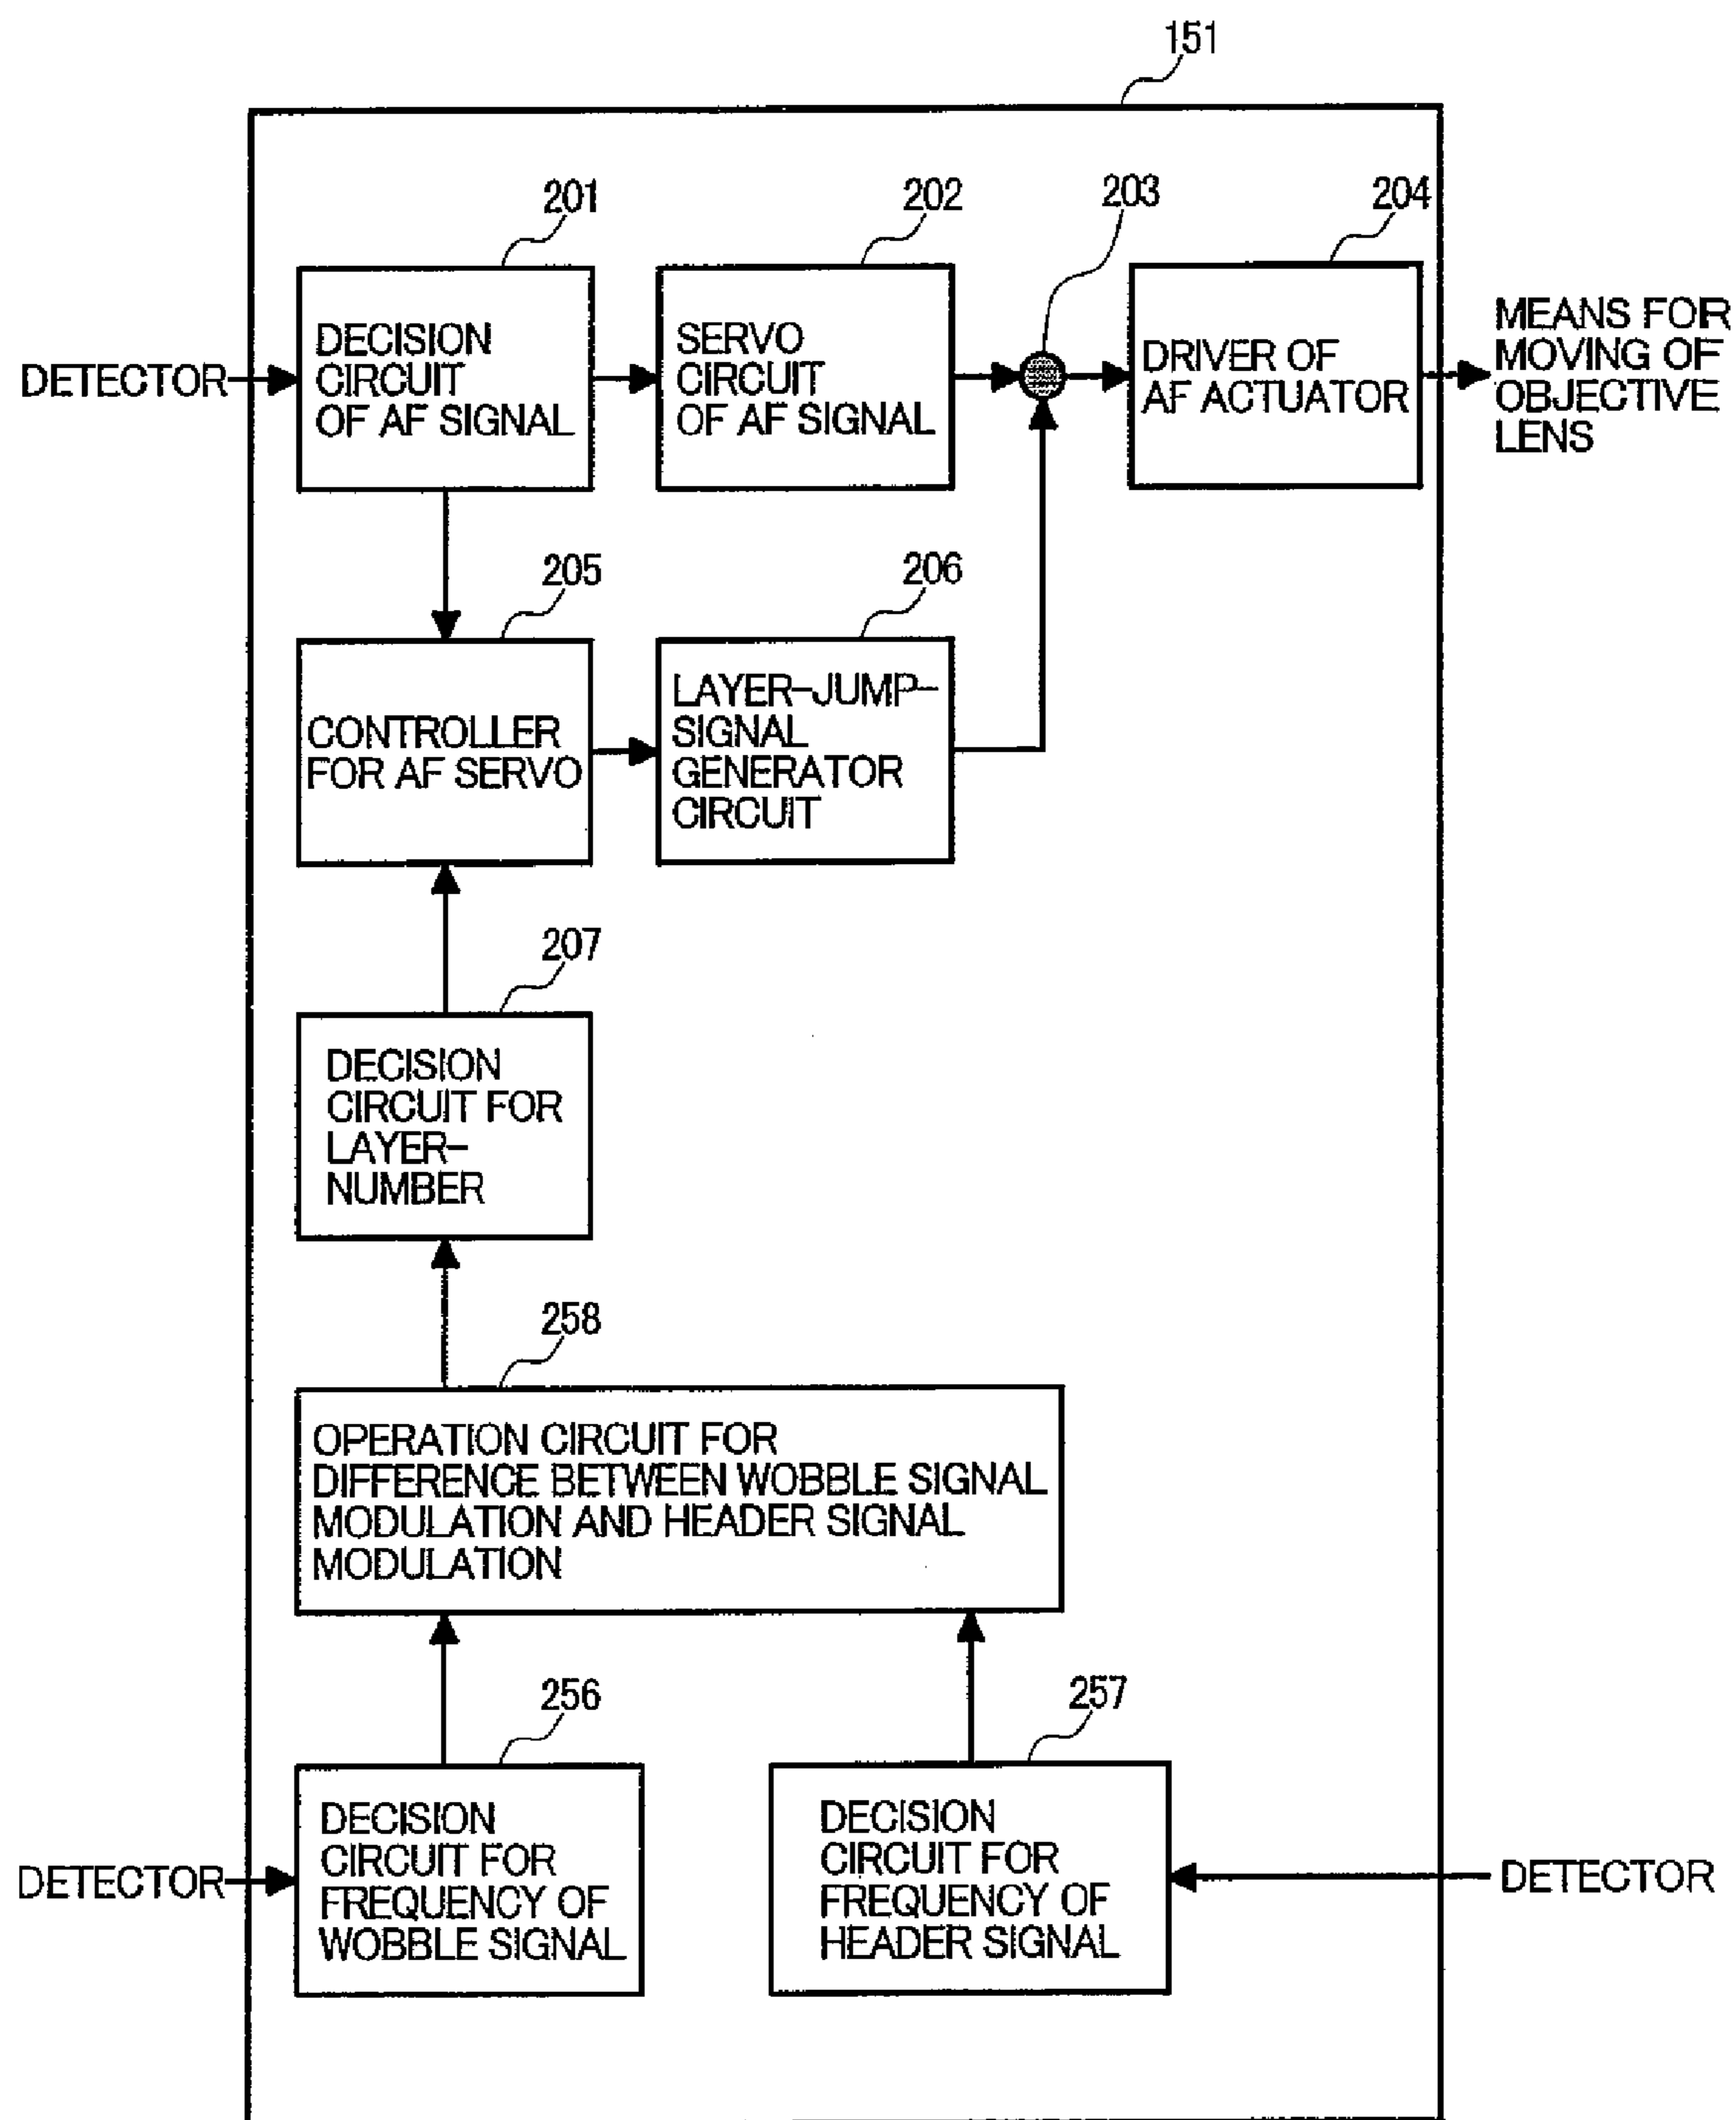 151
201
202
203
204
DETECTOR
DECISION
CIRCUIT
OF AF SIGNAL
SERVO
CIRCUIT
OF AF SIGNAL
DRIVER OF
AF ACTUATOR
MEANS FOR
MOVING OF
OBJECTIVE
LENS
205
206
CONTROLLER
FOR AF SERVO
LAYER-JUMP-
SIGNAL
GENERATOR
CIRCUIT
207
DECISION
CIRCUIT FOR
LAYER-
NUMBER
258
OPERATION CIRCUIT FOR
DIFFERENCE BETWEEN WOBBLE SIGNAL
MODULATION AND HEADER SIGNAL
MODULATION
256
257
DETECTOR
DECISION
CIRCUIT FOR
FREQUENCY OF
WOBBLE SIGNAL
DECISION
CIRCUIT FOR
FREQUENCY OF
HEADER SIGNAL
DETECTOR